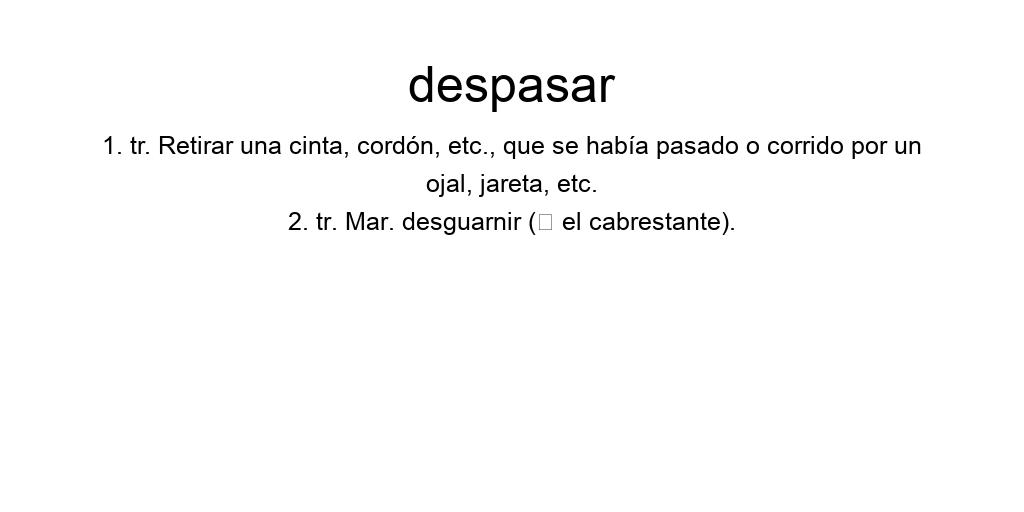 despasar
1. tr. Retirar una cinta, cordón, etc., que se había pasado o corrido por un
ojal, jareta, etc.
2. tr. Mar. desguarnir (□ el cabrestante).